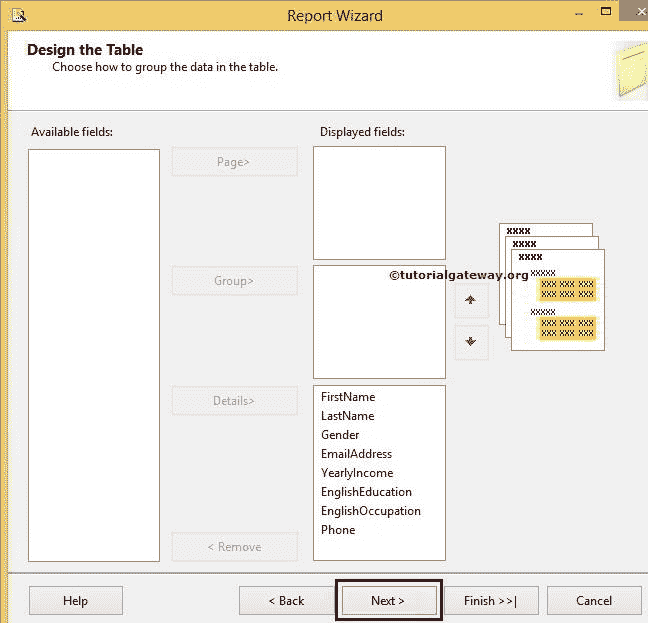 Report Wizard
Design the Table
Choose how to group the data in the table.
Available fields:
Displayed fields:
Page>
Group>
Details>
< Remove
©tutorialgateway.org
FirstName
LastName
Gender
EmailAddress
YearlyIncome
EnglishEducation
EnglishOccupation
Phone
xxxx
xxxx
xxxx
xxxxx
xxx xxx xxx
xxx xxx xxx
xxxxx
xxx xxx xxx
xxx xxx xxx
Help
< Back
Next >
Finish >>|
Cancel